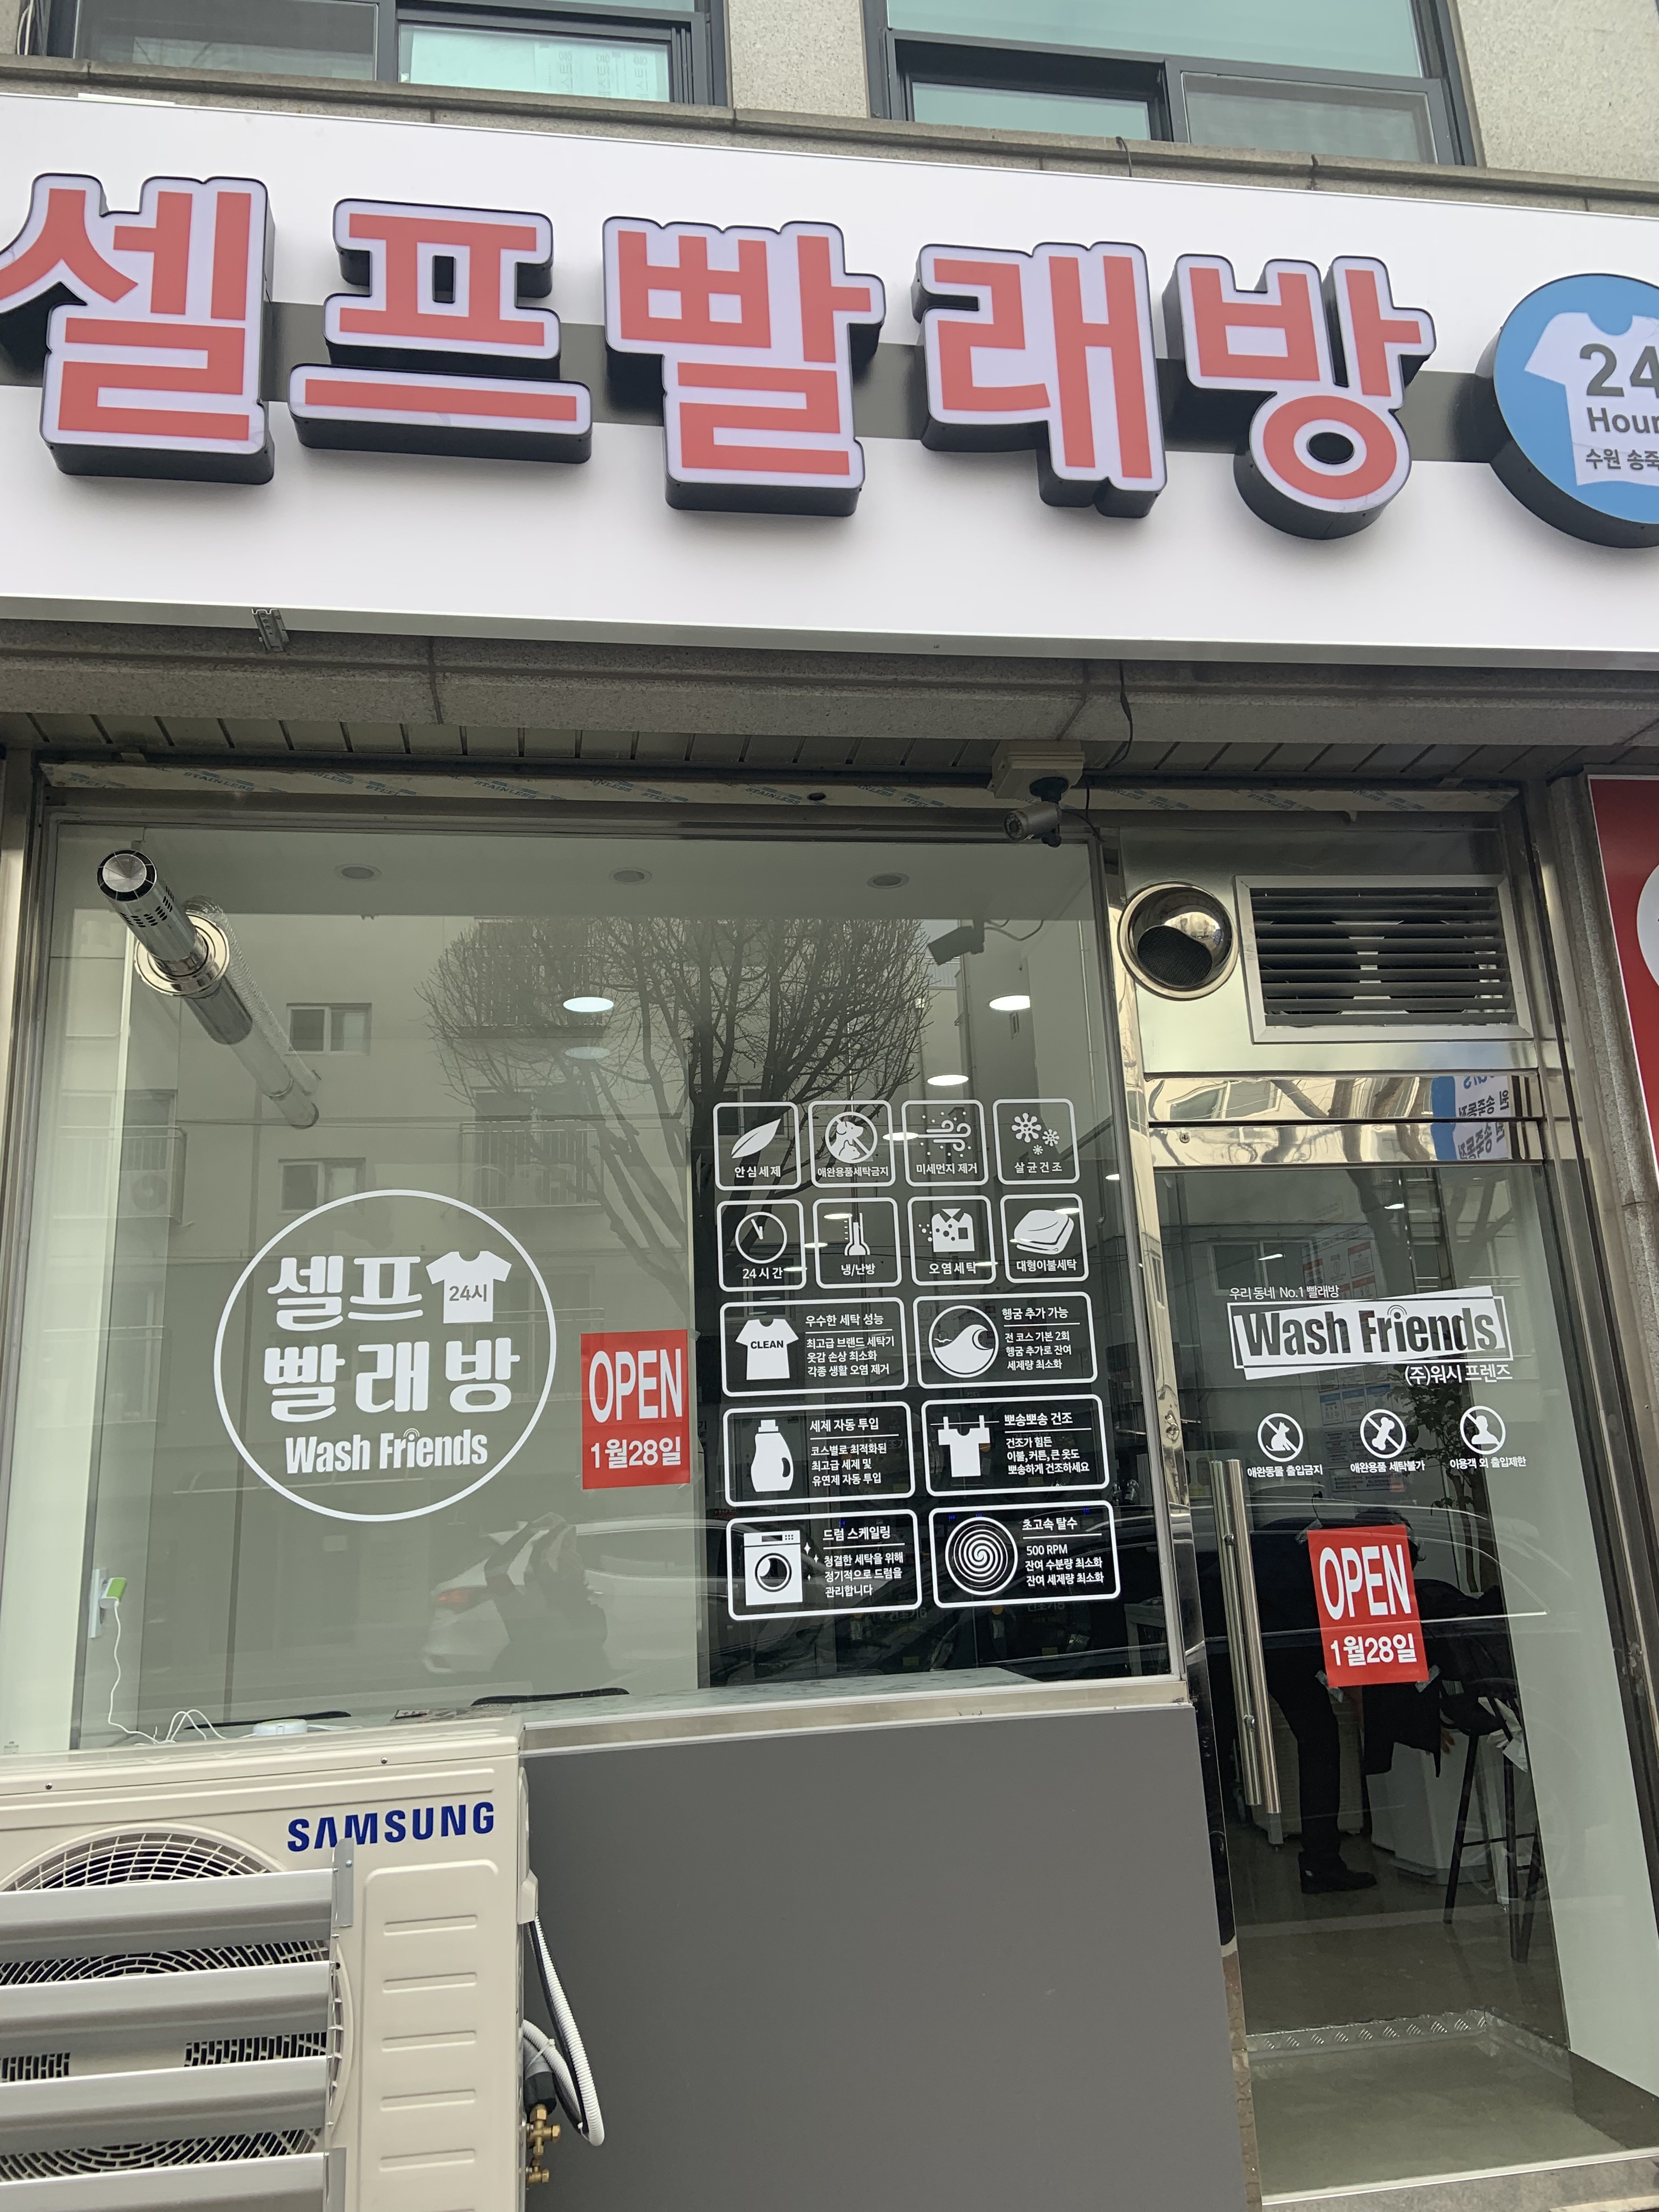 셀프빨래방
24
Hour
수원 송죽
셀프 24시
빨래방
Wash Friends
OPEN
1월28일
안심세제
애완용품세탁금지
미세먼지 제거
살균건조
24시간
냉/난방
오염세탁
대형이불세탁
CLEAN
우수한 세탁 성능
최고급 브랜드 세탁기
옷감 손상 최소화
각종 생활 오염 제거
헹굼 추가 가능
전 코스 기본 2회
헹굼 추가로 잔여
세제량 최소화
세제 자동 투입
코스별로 최적화된
최고급 세제 및
유연제 자동 투입
뽀송뽀송 건조
건조가 힘든
이불, 커튼, 큰 옷도
뽀송하게 건조하세요
드럼 스케일링
청결한 세탁을 위해
정기적으로 드럼을
관리합니다
초고속 탈수
500 RPM
잔여 수분량 최소화
잔여 세제량 최소화
우리동네 No.1 빨래방
Wash Friends
(주)워시 프렌즈
애완동물 출입금지
애완용품 세탁불가
이용객 외 출입제한
OPEN
1월28일
SAMSUNG